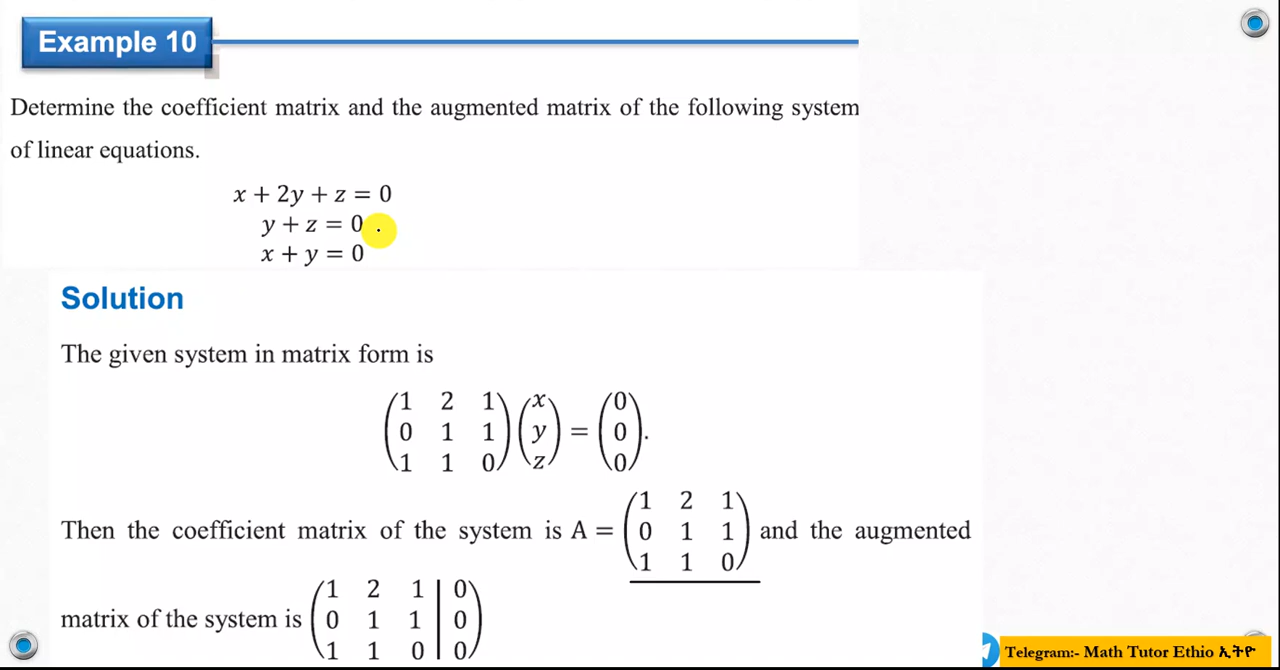 Example 10
Determine the coefficient matrix and the augmented matrix of the following system
of linear equations.
x + 2y + z = 0
y + z = 0
x + y = 0
Solution
The given system in matrix form is
(1 2 1; 0 1 1; 1 1 0)(x; y; z) = (0; 0; 0).
Then the coefficient matrix of the system is A = (1 2 1; 0 1 1; 1 1 0) and the augmented
matrix of the system is (1 2 1 | 0; 0 1 1 | 0; 1 1 0 | 0)
Telegram:- Math Tutor Ethio ኢትዮ